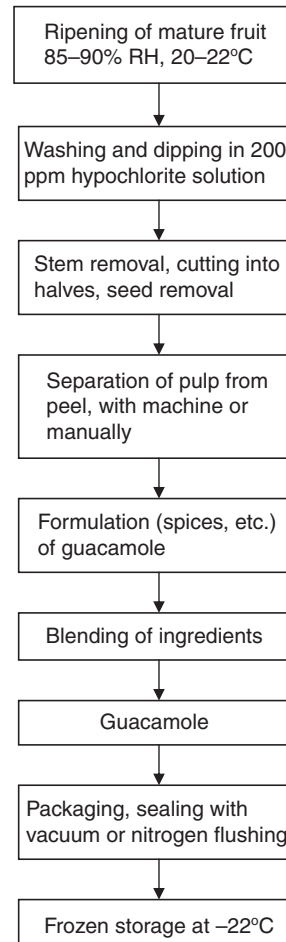 Ripening of mature fruit
85–90% RH, 20–22ºC
Washing and dipping in 200
ppm hypochlorite solution
Stem removal, cutting into
halves, seed removal
Separation of pulp from
peel, with machine or
manually
Formulation (spices, etc.)
of guacamole
Blending of ingredients
Guacamole
Packaging, sealing with
vacuum or nitrogen flushing
Frozen storage at –22ºC